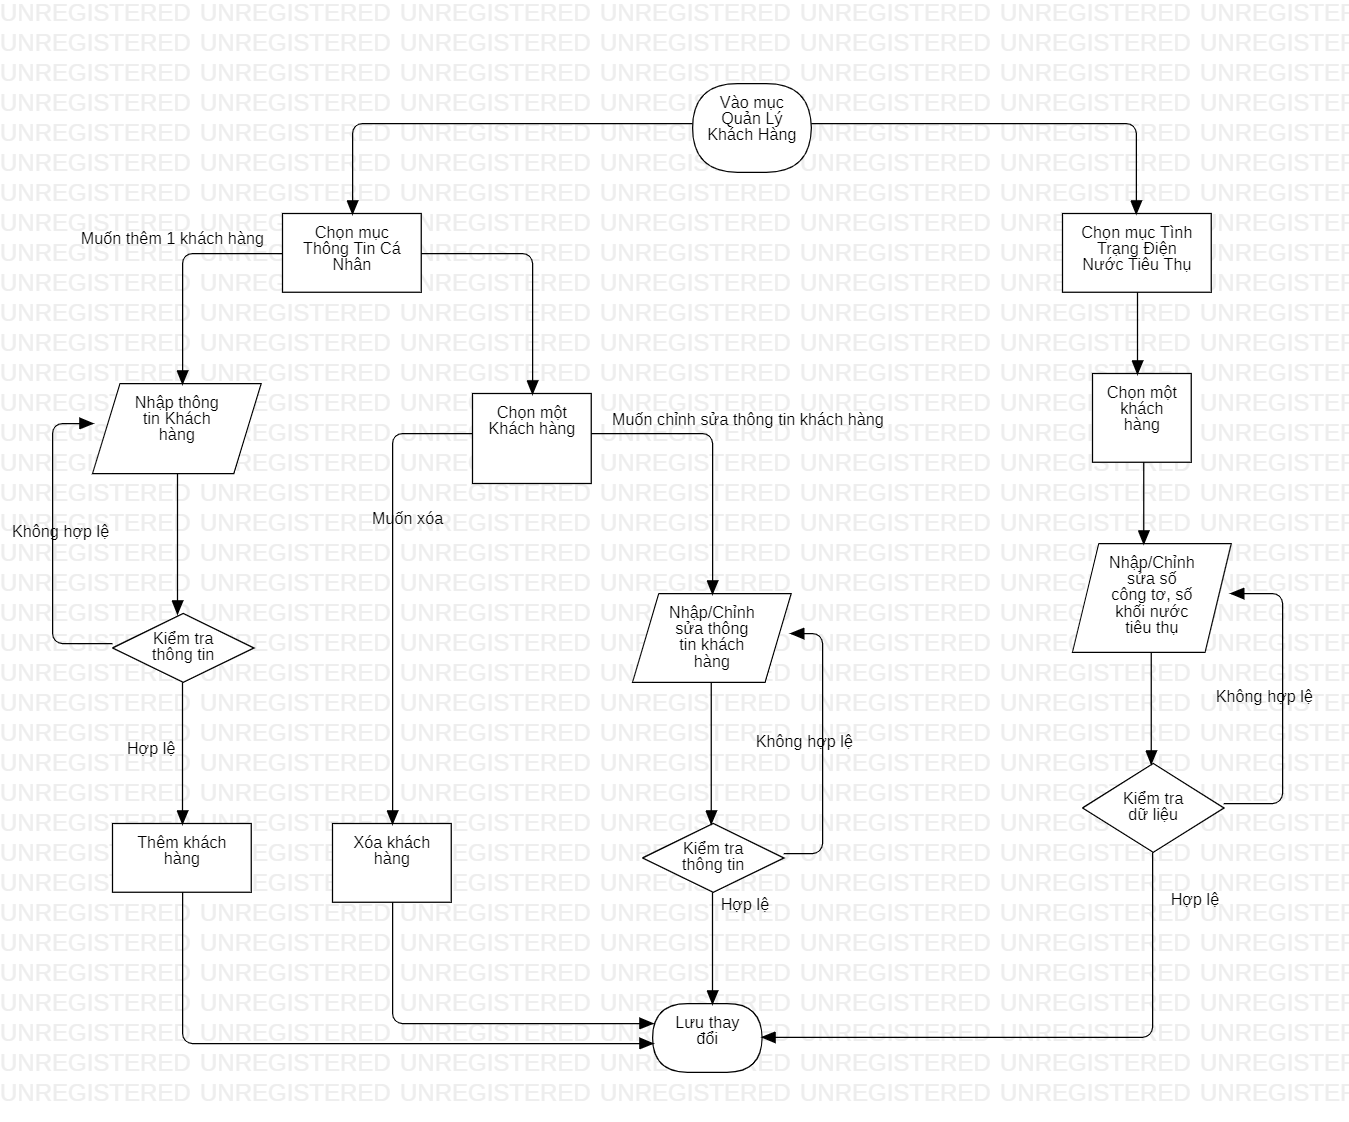 Vào mục
Quản Lý
Khách Hàng
Chọn mục
Thông Tin Cá
Nhân
Chọn mục Tình
Trạng Điện
Nước Tiêu Thụ
Muốn thêm 1 khách hàng
Nhập thông
tin Khách
hàng
Chọn một
Khách hàng
Muốn chỉnh sửa thông tin khách hàng
Chọn một
khách
hàng
Không hợp lệ
Muốn xóa
Nhập/Chỉnh
sửa số
công tơ, số
khối nước
tiêu thụ
Kiểm tra
thông tin
Nhập/Chỉnh
sửa thông
tin khách
hàng
Không hợp lệ
Hợp lệ
Không hợp lệ
Kiểm tra
dữ liệu
Thêm khách
hàng
Xóa khách
hàng
Kiểm tra
thông tin
Hợp lệ
Hợp lệ
Lưu thay
đổi
UNREGISTERED